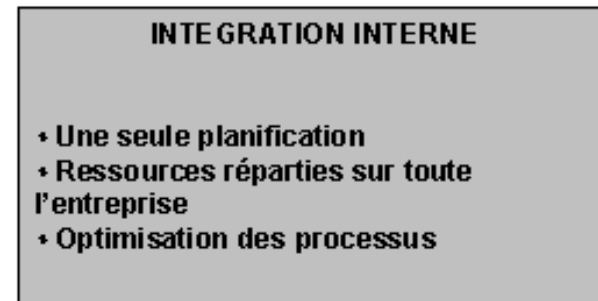 INTEGRATION INTERNE
• Une seule planification
• Ressources réparties sur toute
l'entreprise
• Optimisation des processus